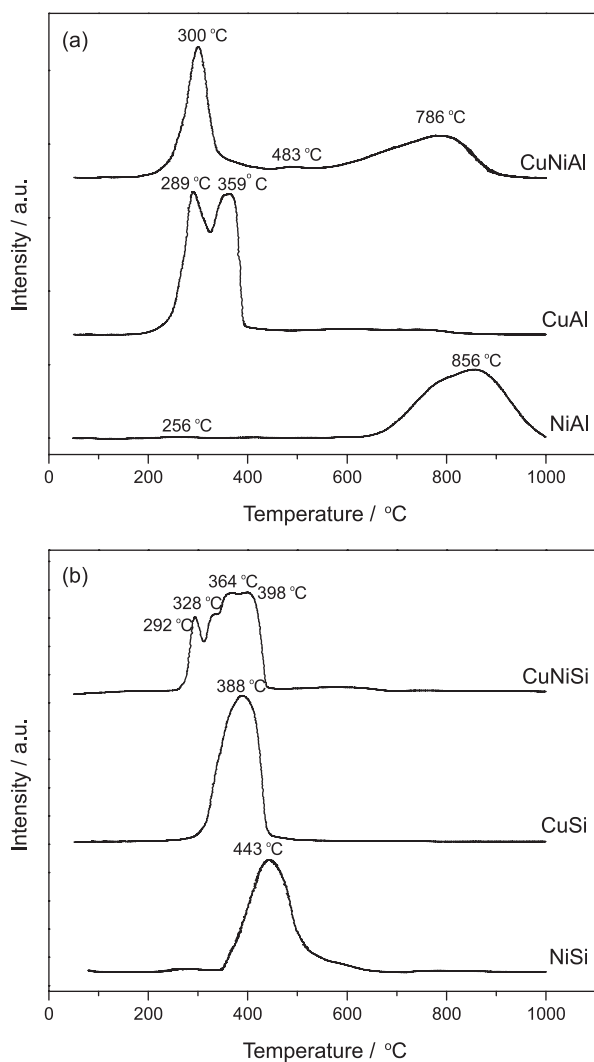 (a)
300 °C
786 °C
483 °C
CuNiAl
289 °C 359° C
CuAl
856 °C
256 °C
NiAl
Intensity / a.u.
0 200 400 600 800 1000
Temperature / °C
(b)
364 °C
328 °C 398 °C
292 °C
CuNiSi
388 °C
CuSi
443 °C
NiSi
Intensity / a.u.
0 200 400 600 800 1000
Temperature / °C